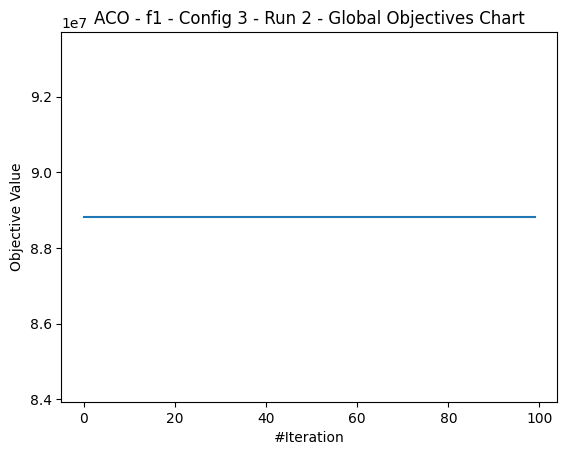 ACO - f1 - Config 3 - Run 2 - Global Objectives Chart
1e7
9.2
9.0
8.8
8.6
8.4
Objective Value
0 20 40 60 80 100
#Iteration